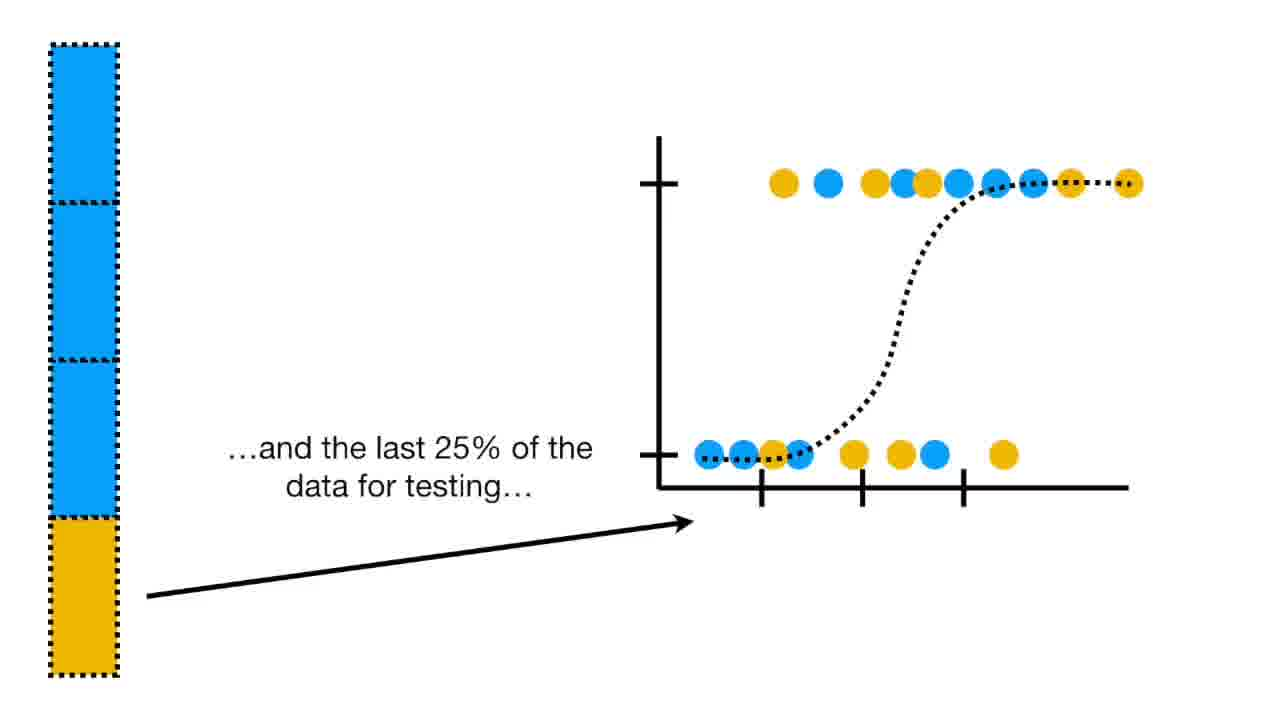 …and the last 25% of the
data for testing…